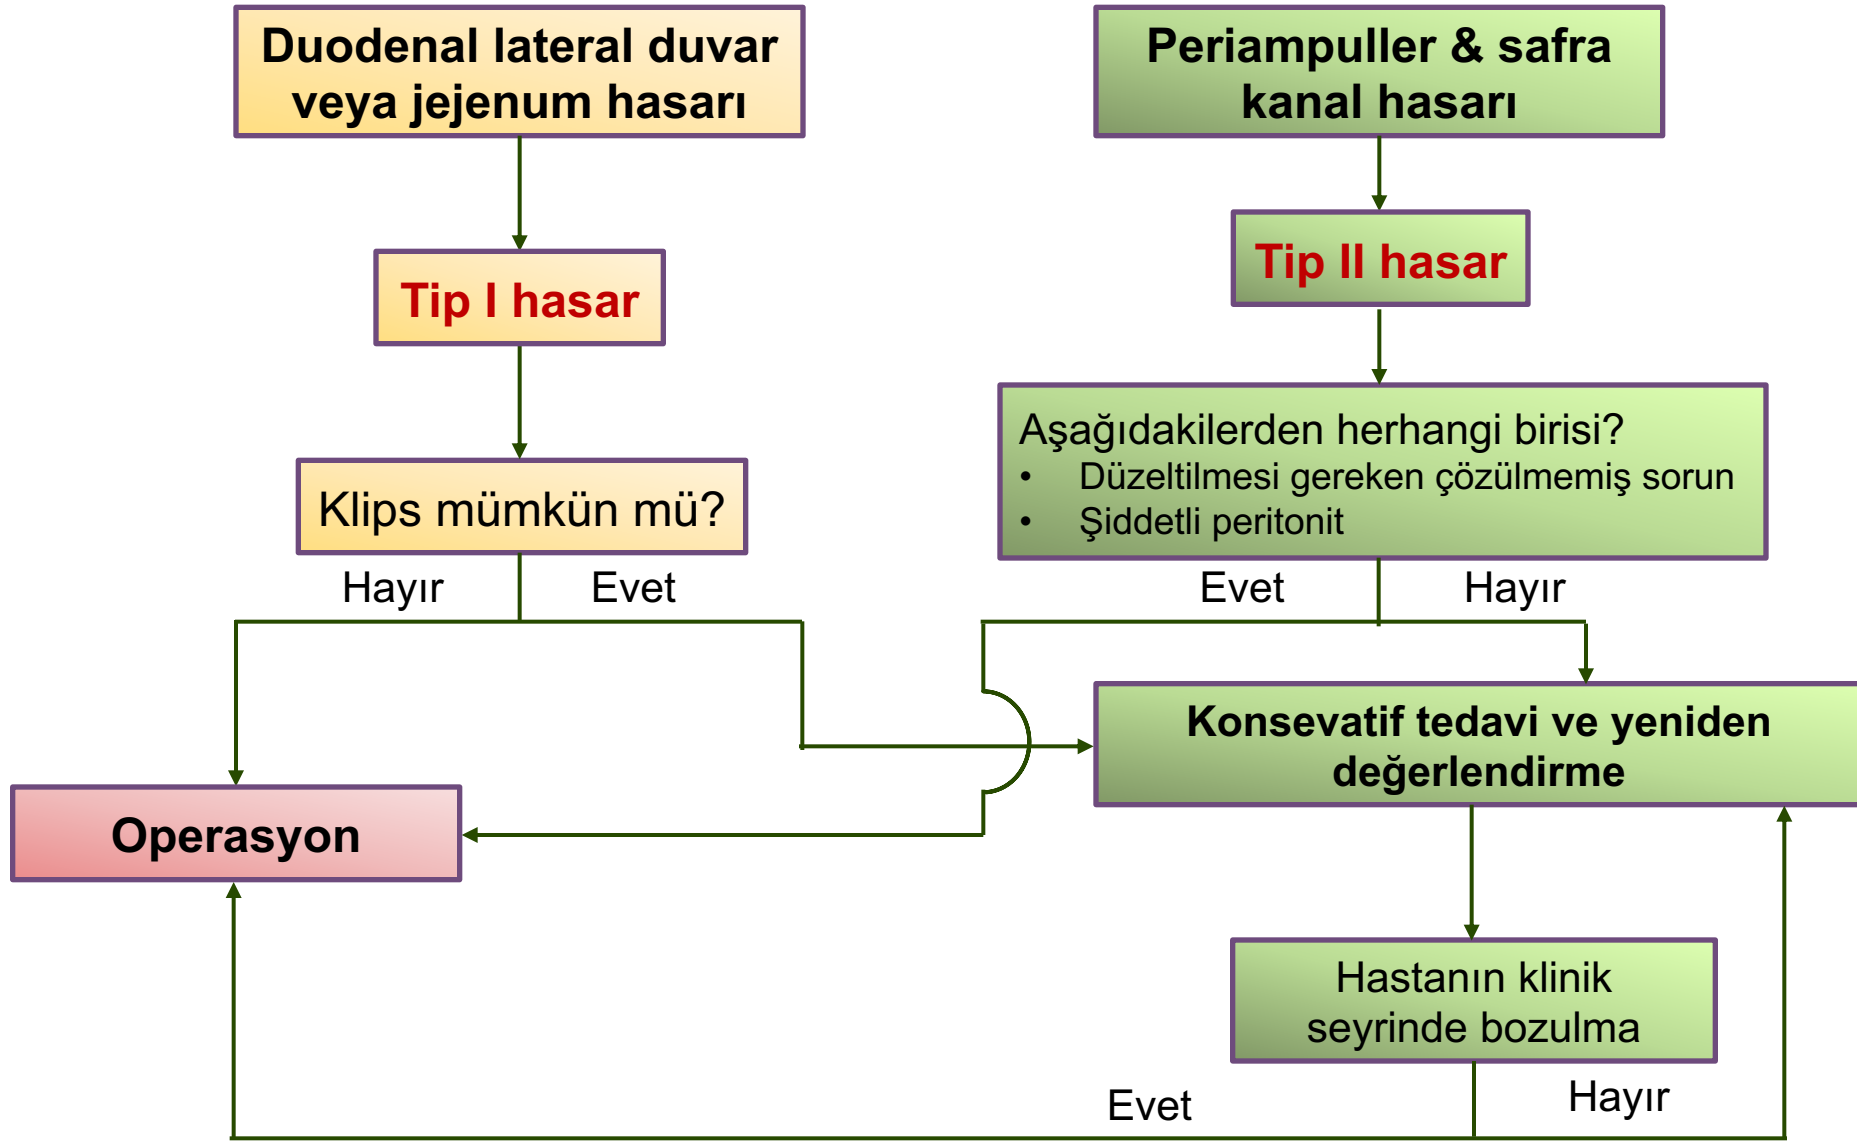 Duodenal lateral duvar
veya jejenum hasarı
Periampuller & safra
kanal hasarı
Tip I hasar
Tip II hasar
Klips mümkün mü?
Aşağıdakilerden herhangi birisi?
• Düzeltilmesi gereken çözülmemiş sorun
• Şiddetli peritonit
Hayır
Evet
Evet
Hayır
Konsevatif tedavi ve yeniden
değerlendirme
Operasyon
Hastanın klinik
seyrinde bozulma
Evet
Hayır